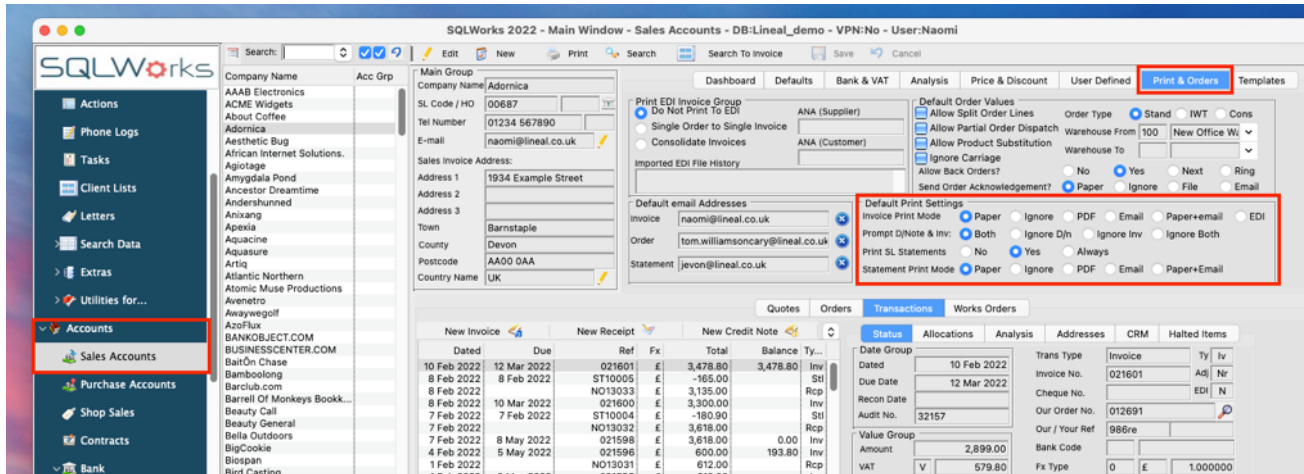 SQLWorks 2022 - Main Window - Sales Accounts - DB:Lineal_demo - VPN:No - User:Naomi
SQLWorks
Actions
Phone Logs
Tasks
Client Lists
Letters
Search Data
Extras
Utilities for...
Accounts
Sales Accounts
Purchase Accounts
Shop Sales
Contracts
Bank
Search:
Edit New Print Search Search To Invoice Save Cancel
Company Name Acc Grp
AAAB Electronics
ACME Widgets
About Coffee
Adornica
Aesthetic Bug
African Internet Solutions.
Agiotage
Amygdala Pond
Ancestor Dreamtime
Andershunned
Anixang
Apexia
Aquacine
Aquasure
Artiq
Atlantic Northern
Atomic Muse Productions
Avenetro
Awaywegolf
AzoFlux
BANKOBJECT.COM
BUSINESSCENTER.COM
BaitÕn Chase
Bamboolong
Barclub.com
Barrell Of Monkeys Bookk...
Beauty Call
Beauty General
Bella Outdoors
BigCookie
Biospan
Bird Casting
Main Group
Company Name Adornica
SL Code / HO 00687
Tel Number 01234 567890
E-mail naomi@lineal.co.uk
Sales Invoice Address:
Address 1 1934 Example Street
Address 2
Address 3
Town Barnstaple
County Devon
Postcode AA00 0AA
Country Name UK
Dashboard Defaults Bank & VAT Analysis Price & Discount User Defined Print & Orders Templates
Print EDI Invoice Group
Do Not Print To EDI ANA (Supplier)
Single Order to Single Invoice
Consolidate Invoices ANA (Customer)
Imported EDI File History
Default email Addresses
Invoice naomi@lineal.co.uk
Order tom.williamsoncary@lineal.co.uk
Statement jevon@lineal.co.uk
Default Order Values
Allow Split Order Lines Order Type Stand IWT Cons
Allow Partial Order Dispatch Warehouse From 100 New Office Wa
Allow Product Substitution Warehouse To
Ignore Carriage
Allow Back Orders? No Yes Next Ring
Send Order Acknowledgement? Paper Ignore File Email
Default Print Settings
Invoice Print Mode Paper Ignore PDF Email Paper+email EDI
Prompt D/Note & Inv: Both Ignore D/n Ignore Inv Ignore Both
Print SL Statements No Yes Always
Statement Print Mode Paper Ignore PDF Email Paper+Email
Quotes Orders Transactions Works Orders
New Invoice New Receipt New Credit Note
Dated Due Ref Fx Total Balance Ty...
10 Feb 2022 12 Mar 2022 021601 £ 3,478.80 3,478.80 Inv
8 Feb 2022 8 Feb 2022 ST10005 £ -165.00 Stl
8 Feb 2022 NO13033 £ 3,135.00 Rcp
8 Feb 2022 10 Mar 2022 021600 £ 3,300.00 Inv
7 Feb 2022 7 Feb 2022 ST10004 £ -180.90 Stl
7 Feb 2022 NO13032 £ 3,618.00 Rcp
7 Feb 2022 8 May 2022 021598 £ 3,618.00 0.00 Inv
4 Feb 2022 5 May 2022 021596 £ 600.00 193.80 Inv
1 Feb 2022 NO13031 £ 612.00 Rcp
Status Allocations Analysis Addresses CRM Halted Items
Date Group
Dated 10 Feb 2022
Due Date 12 Mar 2022
Recon Date
Audit No. 32157
Value Group
Amount 2,899.00
VAT V 579.80
Trans Type Invoice Ty Iv
Invoice No. 021601 Adj Nr
Cheque No. EDI N
Our Order No. 012691
Our / Your Ref 986re
Bank Code
Fx Type 0 £ 1.000000